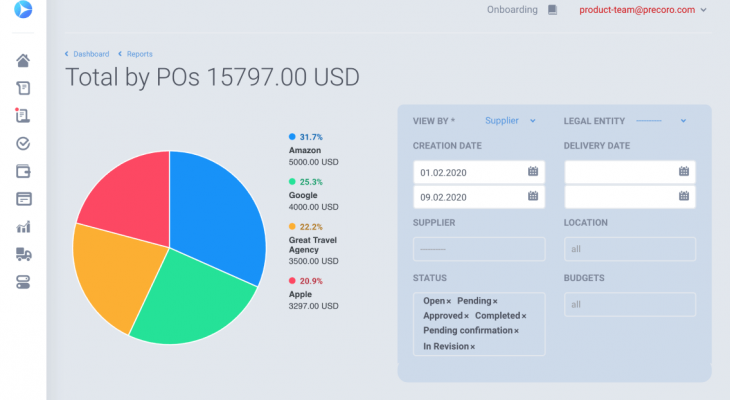 Onboarding
product-team@precoro.com
Dashboard
Reports
Total by POs 15797.00 USD
31.7%
Amazon
5000.00 USD
25.3%
Google
4000.00 USD
22.2%
Great Travel
Agency
3500.00 USD
20.9%
Apple
3297.00 USD
VIEW BY * Supplier
LEGAL ENTITY
CREATION DATE
DELIVERY DATE
01.02.2020
09.02.2020
SUPPLIER
LOCATION
all
STATUS
BUDGETS
Open× Pending×
Approved× Completed×
Pending confirmation×
In Revision×
all